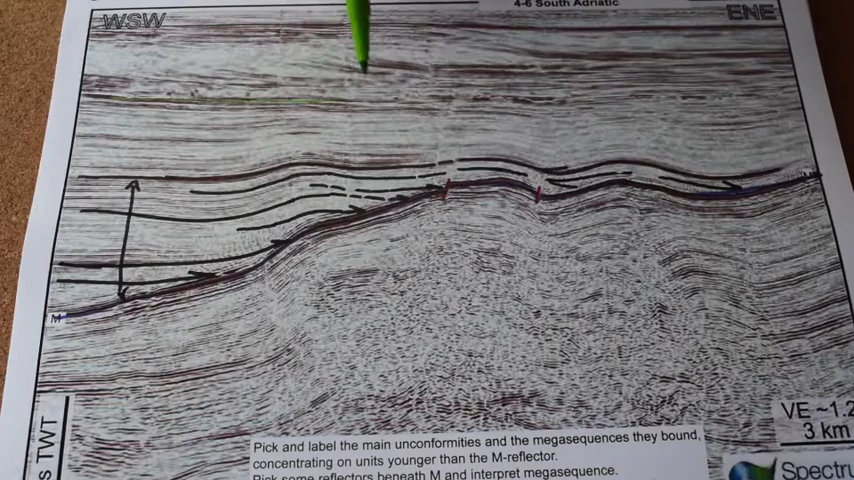 4-6 South Adriatic
WSW
ENE
M
M
s TWT
VE ~1.2
3 km
Pick and label the main unconformities and the megasequences they bound,
concentrating on units younger than the M-reflector.
Pick some reflectors beneath M and interpret megasequence.
Spectru